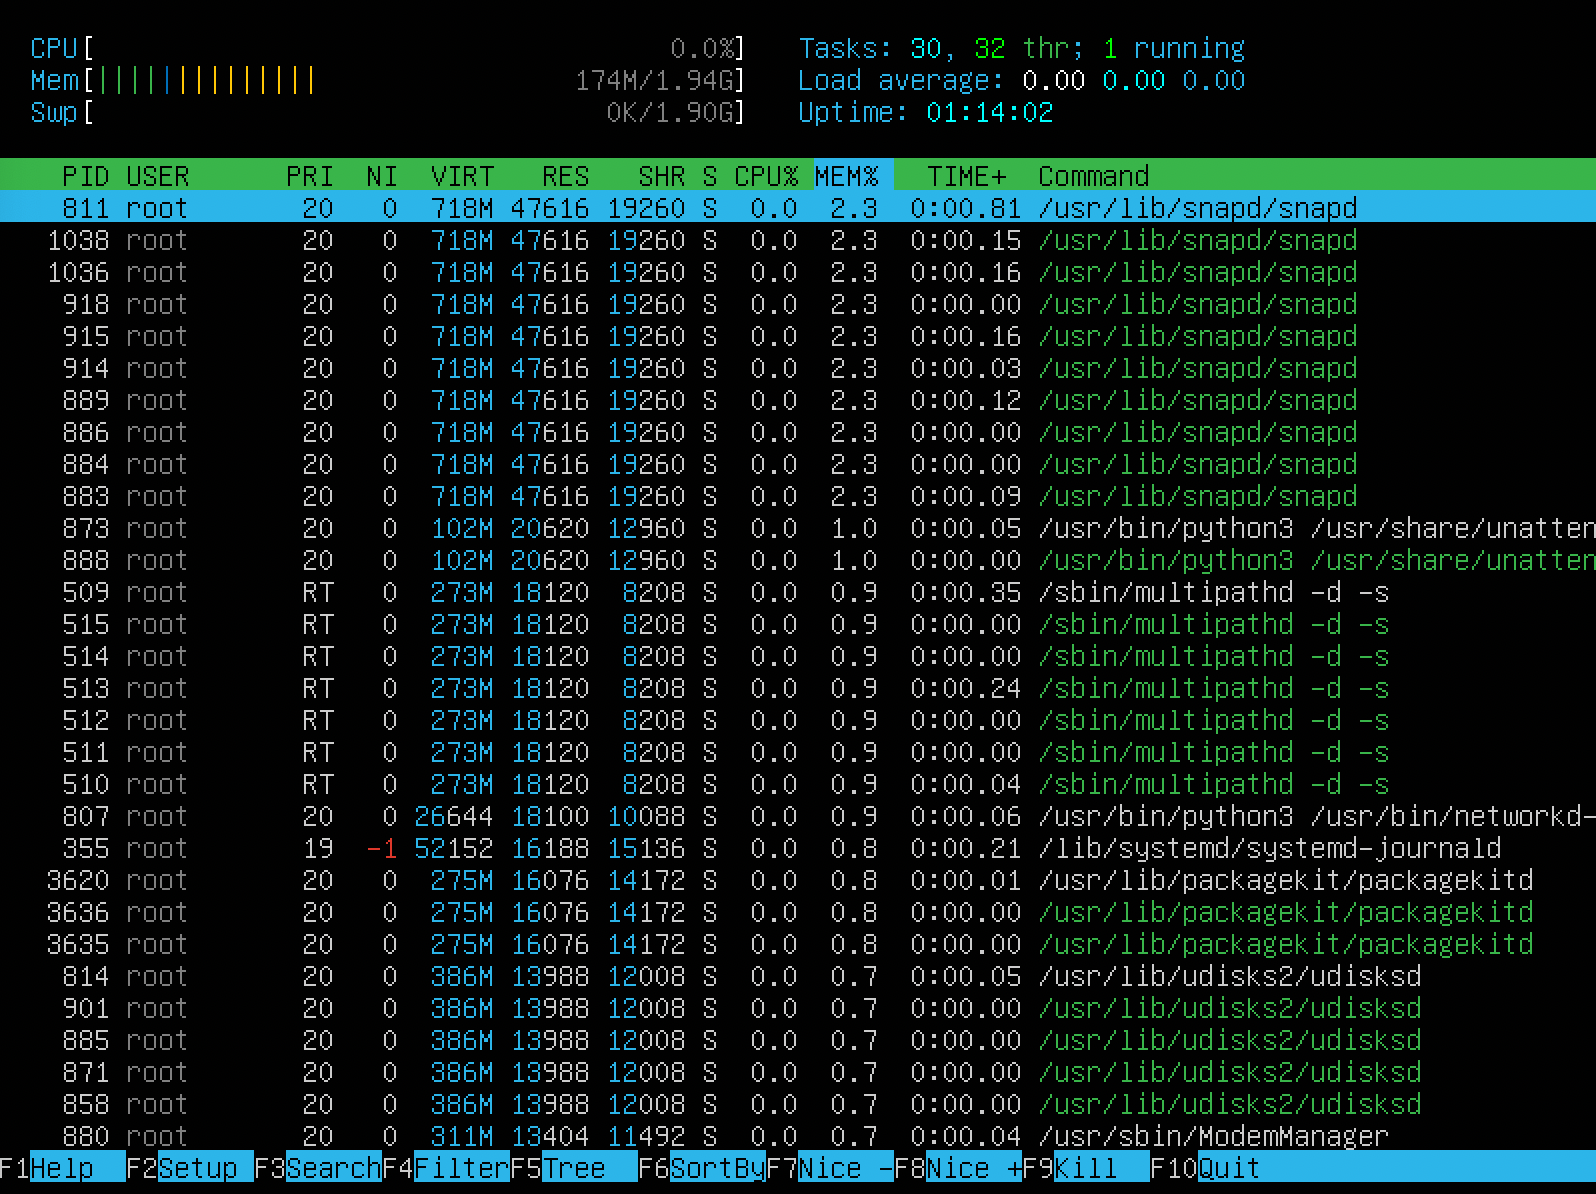 CPU[ 0.0%] Tasks: 30, 32 thr; 1 running
Mem[|||||||||||||| 174M/1.94G] Load average: 0.00 0.00 0.00
Swp[ 0K/1.90G] Uptime: 01:14:02
PID USER PRI NI VIRT RES SHR S CPU% MEM% TIME+ Command
811 root 20 0 718M 47616 19260 S 0.0 2.3 0:00.81 /usr/lib/snapd/snapd
1038 root 20 0 718M 47616 19260 S 0.0 2.3 0:00.15 /usr/lib/snapd/snapd
1036 root 20 0 718M 47616 19260 S 0.0 2.3 0:00.16 /usr/lib/snapd/snapd
918 root 20 0 718M 47616 19260 S 0.0 2.3 0:00.00 /usr/lib/snapd/snapd
915 root 20 0 718M 47616 19260 S 0.0 2.3 0:00.16 /usr/lib/snapd/snapd
914 root 20 0 718M 47616 19260 S 0.0 2.3 0:00.03 /usr/lib/snapd/snapd
889 root 20 0 718M 47616 19260 S 0.0 2.3 0:00.12 /usr/lib/snapd/snapd
886 root 20 0 718M 47616 19260 S 0.0 2.3 0:00.00 /usr/lib/snapd/snapd
884 root 20 0 718M 47616 19260 S 0.0 2.3 0:00.00 /usr/lib/snapd/snapd
883 root 20 0 718M 47616 19260 S 0.0 2.3 0:00.09 /usr/lib/snapd/snapd
873 root 20 0 102M 20620 12960 S 0.0 1.0 0:00.05 /usr/bin/python3 /usr/share/unatten
888 root 20 0 102M 20620 12960 S 0.0 1.0 0:00.00 /usr/bin/python3 /usr/share/unatten
509 root RT 0 273M 18120 8208 S 0.0 0.9 0:00.35 /sbin/multipathd -d -s
515 root RT 0 273M 18120 8208 S 0.0 0.9 0:00.00 /sbin/multipathd -d -s
514 root RT 0 273M 18120 8208 S 0.0 0.9 0:00.00 /sbin/multipathd -d -s
513 root RT 0 273M 18120 8208 S 0.0 0.9 0:00.24 /sbin/multipathd -d -s
512 root RT 0 273M 18120 8208 S 0.0 0.9 0:00.00 /sbin/multipathd -d -s
511 root RT 0 273M 18120 8208 S 0.0 0.9 0:00.00 /sbin/multipathd -d -s
510 root RT 0 273M 18120 8208 S 0.0 0.9 0:00.04 /sbin/multipathd -d -s
807 root 20 0 26644 18100 10088 S 0.0 0.9 0:00.06 /usr/bin/python3 /usr/bin/networkd-
355 root 19 -1 52152 16188 15136 S 0.0 0.8 0:00.21 /lib/systemd/systemd-journald
3620 root 20 0 275M 16076 14172 S 0.0 0.8 0:00.01 /usr/lib/packagekit/packagekitd
3636 root 20 0 275M 16076 14172 S 0.0 0.8 0:00.00 /usr/lib/packagekit/packagekitd
3635 root 20 0 275M 16076 14172 S 0.0 0.8 0:00.00 /usr/lib/packagekit/packagekitd
814 root 20 0 386M 13988 12008 S 0.0 0.7 0:00.05 /usr/lib/udisks2/udisksd
901 root 20 0 386M 13988 12008 S 0.0 0.7 0:00.00 /usr/lib/udisks2/udisksd
885 root 20 0 386M 13988 12008 S 0.0 0.7 0:00.00 /usr/lib/udisks2/udisksd
871 root 20 0 386M 13988 12008 S 0.0 0.7 0:00.00 /usr/lib/udisks2/udisksd
858 root 20 0 386M 13988 12008 S 0.0 0.7 0:00.00 /usr/lib/udisks2/udisksd
880 root 20 0 311M 13404 11492 S 0.0 0.7 0:00.04 /usr/sbin/ModemManager
F1Help F2Setup F3SearchF4FilterF5Tree F6SortByF7Nice -F8Nice +F9Kill F10Quit